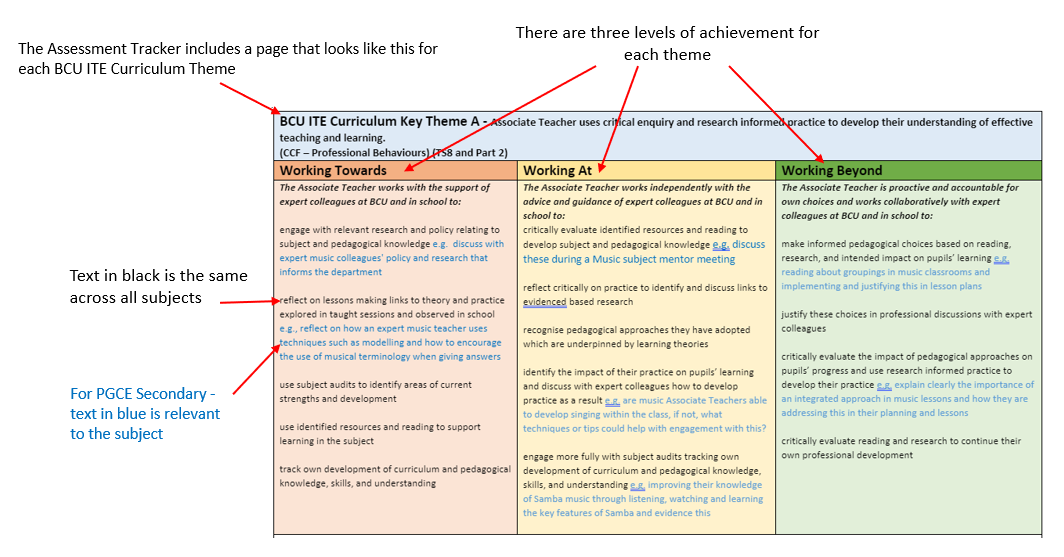 There are three levels of achievement for
each theme
The Assessment Tracker includes a page that looks like this for
each BCU ITE Curriculum Theme
BCU ITE Curriculum Key Theme A - Associate Teacher uses critical enquiry and research informed practice to develop their understanding of effective
teaching and learning.
(CCF – Professional Behaviours) (TS8 and Part 2)
Working Towards
The Associate Teacher works with the support of
expert colleagues at BCU and in school to:
engage with relevant research and policy relating to
subject and pedagogical knowledge e.g. discuss with
expert music colleagues' policy and research that
informs the department
reflect on lessons making links to theory and practice
explored in taught sessions and observed in school
e.g., reflect on how an expert music teacher uses
techniques such as modelling and how to encourage
the use of musical terminology when giving answers
use subject audits to identify areas of current
strengths and development
use identified resources and reading to support
learning in the subject
track own development of curriculum and pedagogical
knowledge, skills, and understanding
Working At
The Associate Teacher works independently with the
advice and guidance of expert colleagues at BCU and in
school to:
critically evaluate identified resources and reading to
develop subject and pedagogical knowledge e.g. discuss
these during a Music subject mentor meeting
reflect critically on practice to identify and discuss links to
evidenced based research
recognise pedagogical approaches they have adopted
which are underpinned by learning theories
identify the impact of their practice on pupils' learning
and discuss with expert colleagues how to develop
practice as a result e.g. are music Associate Teachers able
to develop singing within the class, if not, what
techniques or tips could help with engagement with this?
engage more fully with subject audits tracking own
development of curriculum and pedagogical knowledge,
skills, and understanding e.g. improving their knowledge
of Samba music through listening, watching and learning
the key features of Samba and evidence this
Working Beyond
The Associate Teacher is proactive and accountable for
own choices and works collaboratively with expert
colleagues at BCU and in school to:
make informed pedagogical choices based on reading,
research, and intended impact on pupils' learning e.g.
reading about groupings in music classrooms and
implementing and justifying this in lesson plans
justify these choices in professional discussions with expert
colleagues
critically evaluate the impact of pedagogical approaches on
pupils' progress and use research informed practice to
develop their practice e.g. explain clearly the importance of
an integrated approach in music lessons and how they are
addressing this in their planning and lessons
critically evaluate reading and research to continue their
own professional development
Text in black is the same
across all subjects
For PGCE Secondary -
text in blue is relevant
to the subject